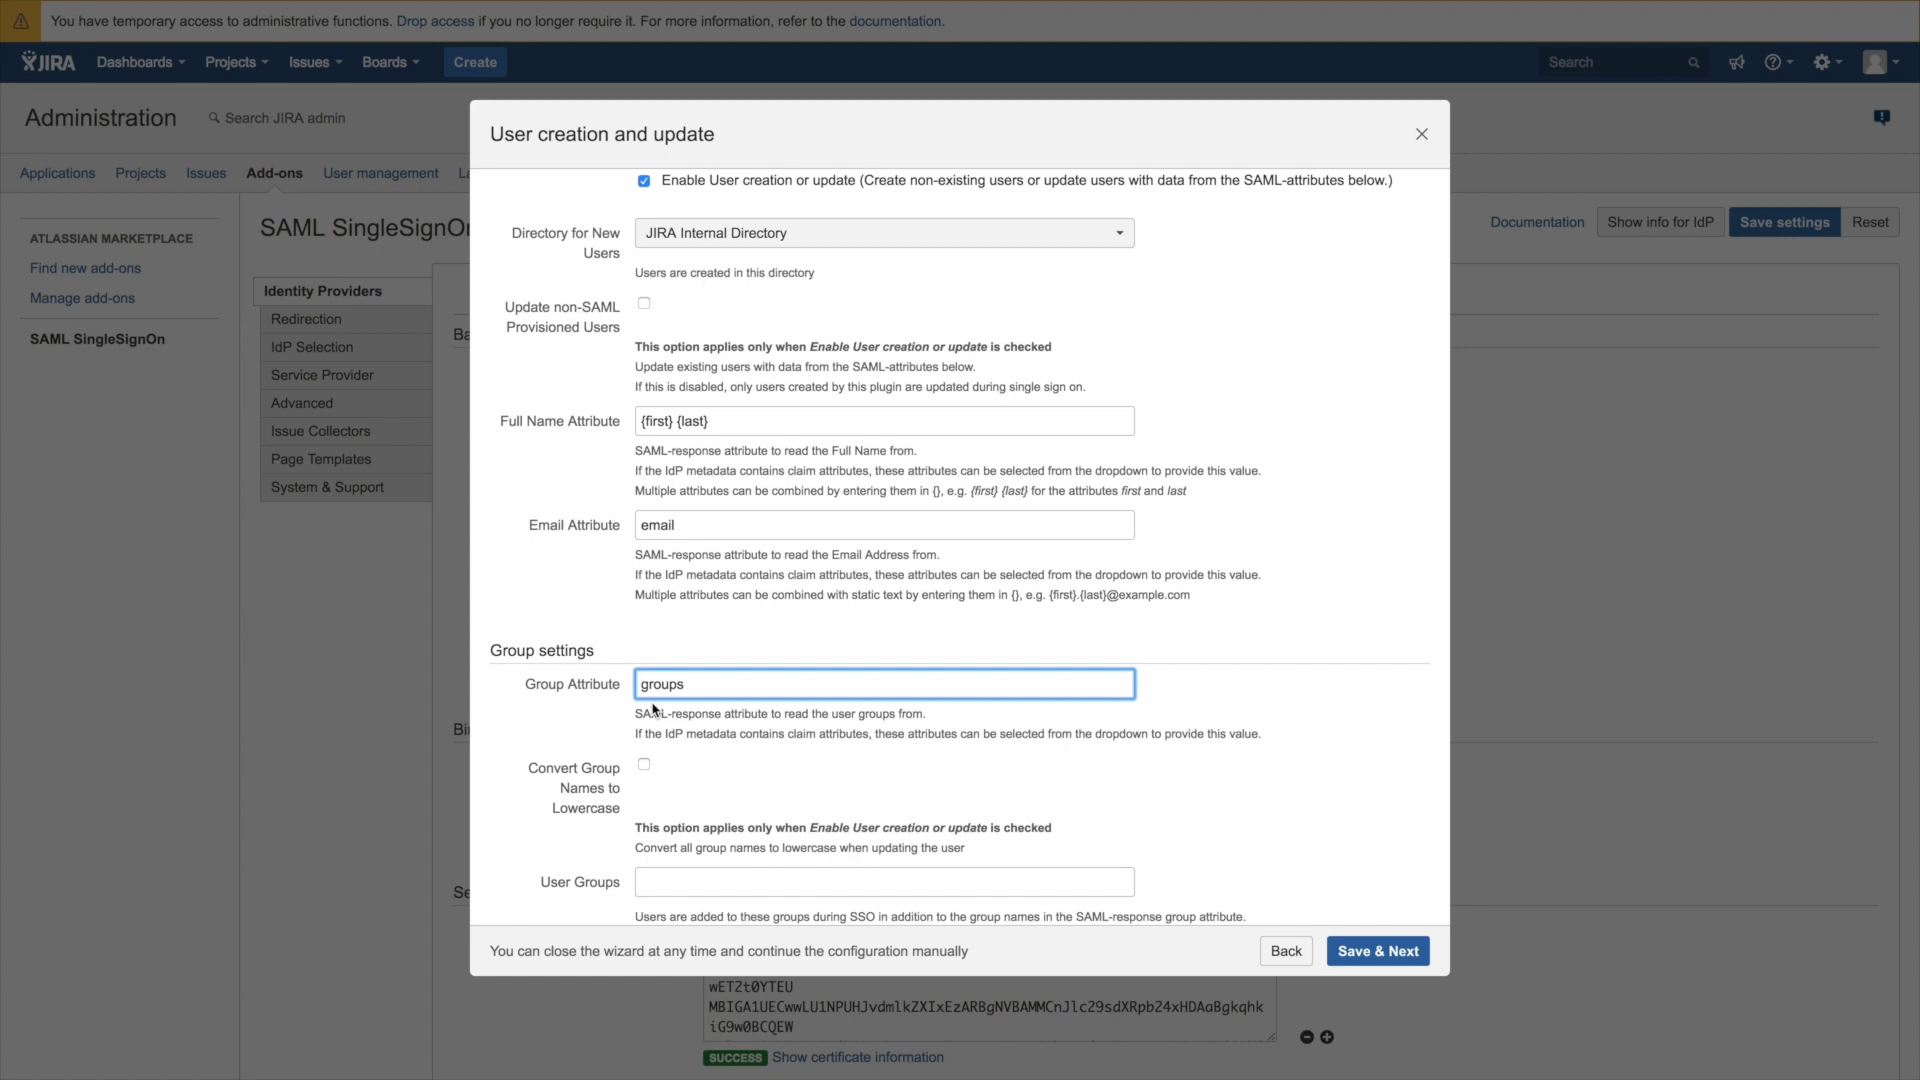 You have temporary access to administrative functions. Drop access if you no longer require it. For more information, refer to the documentation.
JIRA Dashboards Projects Issues Boards Create Search
Administration Search JIRA admin
Applications Projects Issues Add-ons User management
ATLASSIAN MARKETPLACE
Find new add-ons
Manage add-ons
SAML SingleSignOn
SAML SingleSignOn
Documentation Show info for IdP Save settings Reset
Identity Providers
Redirection
IdP Selection
Service Provider
Advanced
Issue Collectors
Page Templates
System & Support
User creation and update
Enable User creation or update (Create non-existing users or update users with data from the SAML-attributes below.)
Directory for New
Users
JIRA Internal Directory
Users are created in this directory
Update non-SAML
Provisioned Users
This option applies only when Enable User creation or update is checked
Update existing users with data from the SAML-attributes below.
If this is disabled, only users created by this plugin are updated during single sign on.
Full Name Attribute {first} {last}
SAML-response attribute to read the Full Name from.
If the IdP metadata contains claim attributes, these attributes can be selected from the dropdown to provide this value.
Multiple attributes can be combined by entering them in {}, e.g. {first} {last} for the attributes first and last
Email Attribute email
SAML-response attribute to read the Email Address from.
If the IdP metadata contains claim attributes, these attributes can be selected from the dropdown to provide this value.
Multiple attributes can be combined with static text by entering them in {}, e.g. {first}.{last}@example.com
Group settings
Group Attribute groups
SAML-response attribute to read the user groups from.
If the IdP metadata contains claim attributes, these attributes can be selected from the dropdown to provide this value.
Convert Group
Names to
Lowercase
This option applies only when Enable User creation or update is checked
Convert all group names to lowercase when updating the user
User Groups
Users are added to these groups during SSO in addition to the group names in the SAML-response group attribute.
You can close the wizard at any time and continue the configuration manually
Back Save & Next
wET2t0YTEU
MBIGA1UECwwLU1NPUHJvdmlkZXIxEzARBgNVBAMMCnJlc29sdXRpb24xHDAaBgkqhk
iG9w0BCQEW
SUCCESS Show certificate information